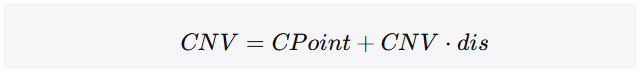 CNV = CPoint + CNV · dis